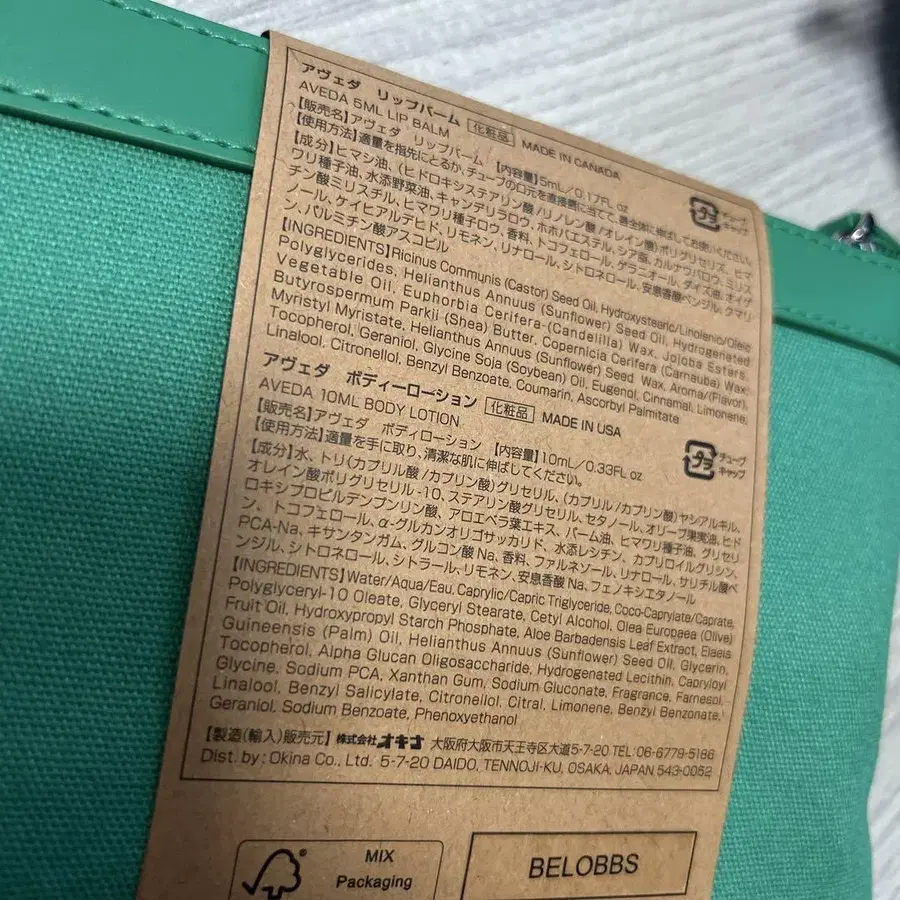 アヴェダ リップバーム
AVEDA 5ML LIP BALM 化粧品 MADE IN CANADA
【販売名】アヴェダ リップバーム 【内容量】5mL/0.17FL oz
【使用方法】適量を指先にとるか、チューブの口元を直接唇に当てて、唇全体に伸ばしてお使いください。
【成分】ヒマシ油、(ヒドロキシステアリン酸/リノレン酸/オレイン酸)ポリグリセリズ、ヒマ
ワリ種子油、水添野菜油、キャンデリラロウ、ホホバエステル、シア脂、カルナウバロウ、ミリス
チン酸ミリスチル、ヒマワリ種子ロウ、香料、トコフェロール、ゲラニオール、ダイズ油、オイゲ
ノール、ケイヒアルデヒド、リモネン、リナロール、シトロネロール、安息香酸ベンジル、クマリ
ン、パルミチン酸アスコビル
【INGREDIENTS】Ricinus Communis (Castor) Seed Oil, Hydroxystearic/Linolenic/Oleic
Polyglycerides, Helianthus Annuus (Sunflower) Seed Oil, Hydrogenated
Vegetable Oil, Euphorbia Cerifera (Candelilla) Wax, Jojoba Esters,
Butyrospermum Parkii (Shea) Butter, Copernicia Cerifera (Carnauba) Wax,
Myristyl Myristate, Helianthus Annuus (Sunflower) Seed Wax, Aroma/(Flavor),
Tocopherol, Geraniol, Glycine Soja (Soybean) Oil, Eugenol, Cinnamal, Limonene,
Linalool, Citronellol, Benzyl Benzoate, Coumarin, Ascorbyl Palmitate
プラ チューブ
キャップ
アヴェダ ボディーローション
AVEDA 10ML BODY LOTION 化粧品 MADE IN USA
【販売名】アヴェダ ボディローション 【内容量】10mL/0.33FL oz
【使用方法】適量を手に取り、清潔な肌に伸ばしてください。
プラ チューブ
キャップ
【成分】水、トリ(カプリル酸/カプリン酸)グリセリル、(カプリル/カプリン酸)ヤシアルキル、
オレイン酸ポリグリセリル-10、ステアリン酸グリセリル、セタノール、オリーブ果実油、ヒド
ロキシプロピルデンプンリン酸、アロエベラ葉エキス、パーム油、ヒマワリ種子油、グリセリ
ン、トコフェロール、α-グルカンオリゴサッカリド、水添レシチン、カプリロイルグリシン、
PCA-Na、キサンタンガム、グルコン酸Na、香料、ファルネソール、リナロール、サリチル酸ベ
ンジル、シトロネロール、シトラール、リモネン、安息香酸Na、フェノキシエタノール
【INGREDIENTS】Water/Aqua/Eau, Caprylic/Capric Triglyceride, Coco-Caprylate/Caprate,
Polyglyceryl-10 Oleate, Glyceryl Stearate, Cetyl Alcohol, Olea Europaea (Olive)
Fruit Oil, Hydroxypropyl Starch Phosphate, Aloe Barbadensis Leaf Extract, Elaeis
Guineensis (Palm) Oil, Helianthus Annuus (Sunflower) Seed Oil, Glycerin,
Tocopherol, Alpha Glucan Oligosaccharide, Hydrogenated Lecithin, Capryloyl
Glycine, Sodium PCA, Xanthan Gum, Sodium Gluconate, Fragrance, Farnesol,
Linalool, Benzyl Salicylate, Citronellol, Citral, Limonene, Benzyl Benzonate,
Geraniol, Sodium Benzoate, Phenoxyethanol
【製造(輸入)販売元】株式会社オキナ 大阪府大阪市天王寺区大道5-7-20 TEL: 06-6779-5186
Dist. by: Okina Co., Ltd. 5-7-20 DAIDO, TENNOJI-KU, OSAKA, JAPAN 543-0052
MIX
Packaging
BELOBBS